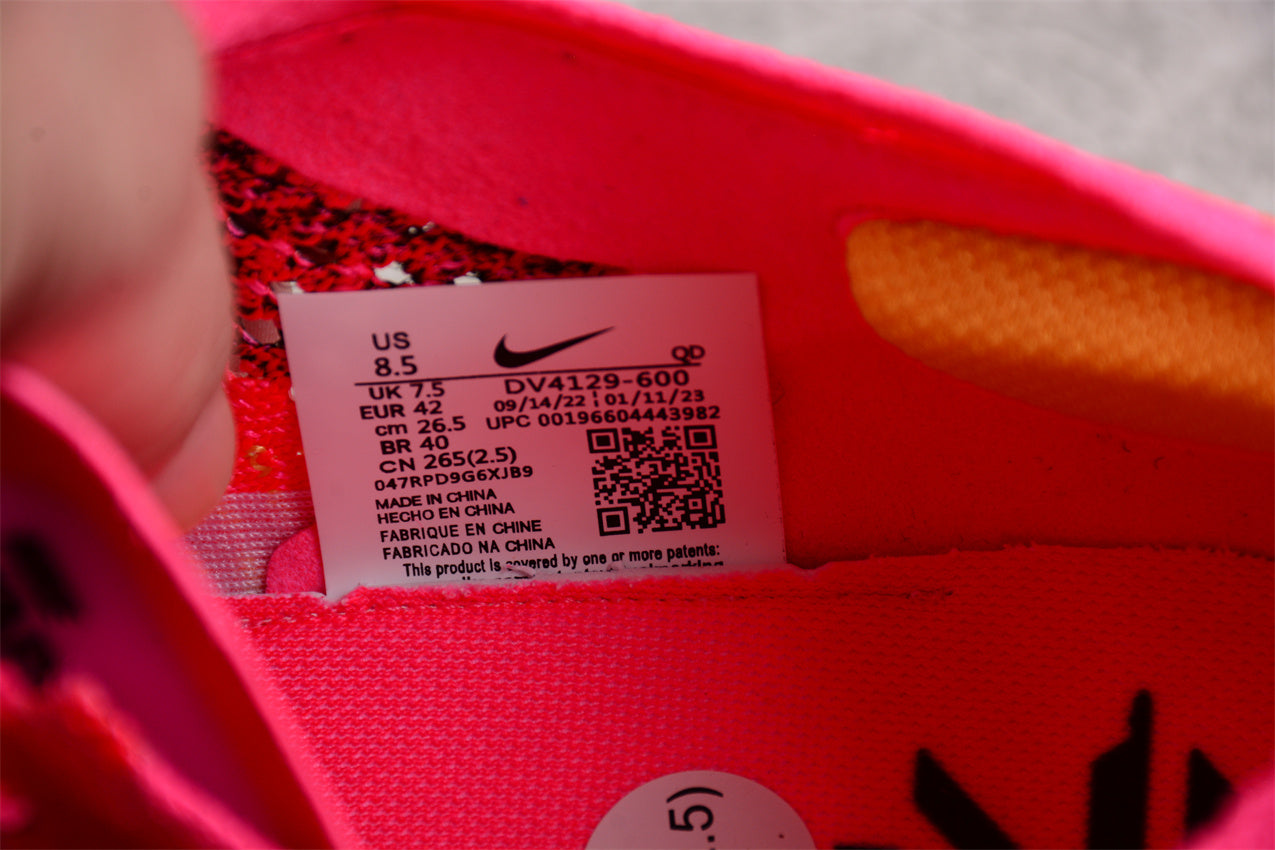 US
8.5
QD
UK 7.5
DV4129-600
EUR 42
09/14/22 : 01/11/23
cm 26.5
UPC 00196604443982
BR 40
CN 265(2.5)
047RPD9G6XJB9
MADE IN CHINA
HECHO EN CHINA
FABRIQUE EN CHINE
FABRICADO NA CHINA
This product is covered by one or more patents:
.5)